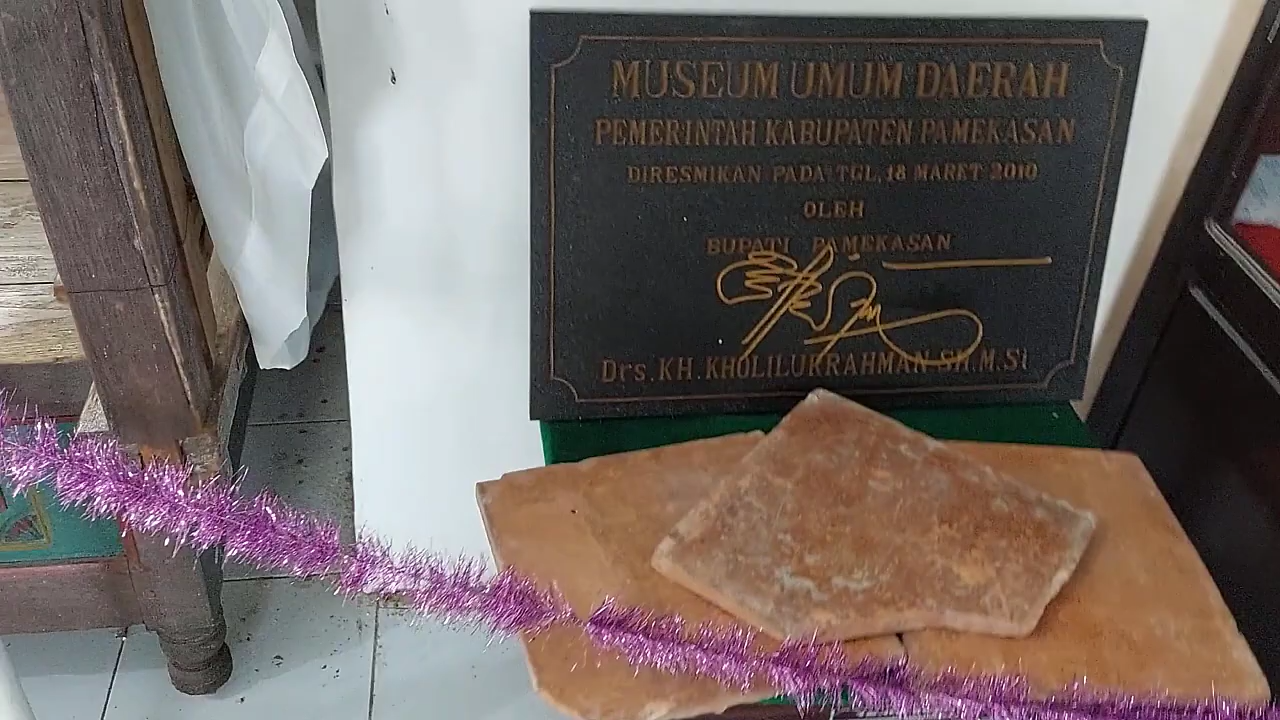 MUSEUM UMUM DAERAH
PEMERINTAH KABUPATEN PAMEKASAN
DIRESMIKAN PADA TGL, 18 MARET 2010
OLEH
BUPATI PAMEKASAN
Drs. KH. KHOLILURRAHMAN SH. M.Si